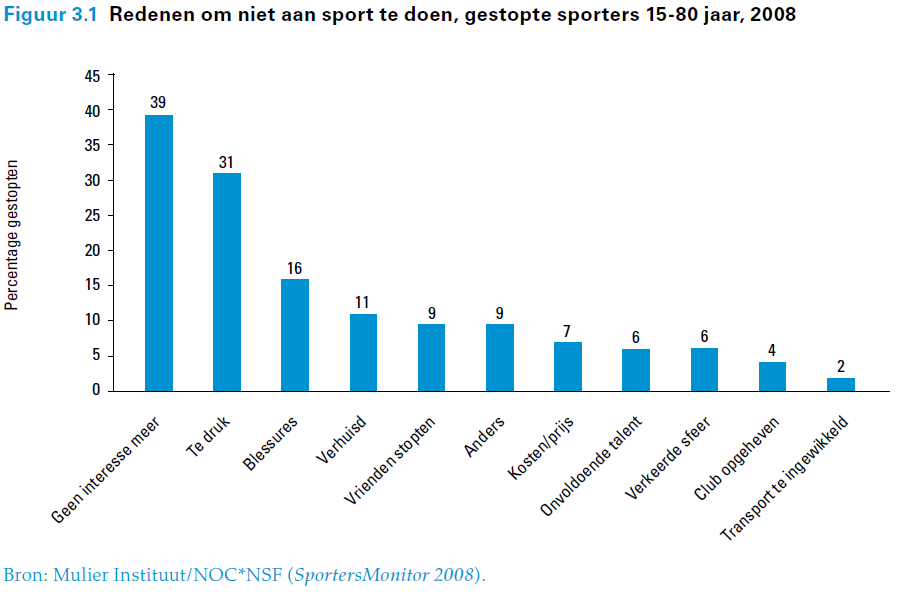 Figuur 3.1 Redenen om niet aan sport te doen, gestopte sporters 15-80 jaar, 2008
Percentage gestopten
45
40
35
30
25
20
15
10
5
0
39
31
16
11
9
9
7
6
6
4
2
Geen interesse meer
Te druk
Blessures
Verhuisd
Vrienden stopten
Anders
Kosten/prijs
Onvoldoende talent
Verkeerde sfeer
Club opgeheven
Transport te ingewikkeld
Bron: Mulier Instituut/NOC*NSF (SportersMonitor 2008).